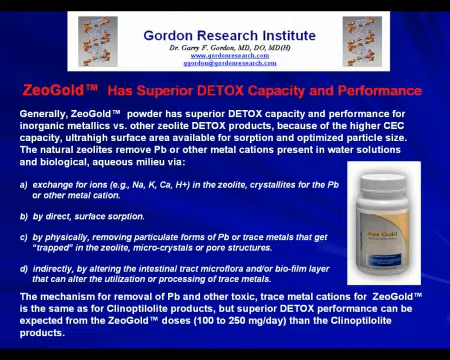 Gordon Research Institute
Dr. Garry F. Gordon, MD, DO, MD(H)
www.gordonresearch.com
ggordon@gordonresearch.com
ZeoGold™ Has Superior DETOX Capacity and Performance
Generally, ZeoGold™ powder has superior DETOX capacity and performance for
inorganic metallics vs. other zeolite DETOX products, because of the higher CEC
capacity, ultrahigh surface area available for sorption and optimized particle size.
The natural zeolites remove Pb or other metal cations present in water solutions
and biological, aqueous milieu via:
a) exchange for ions (e.g., Na, K, Ca, H+) in the zeolite, crystallites for the Pb
or other metal cation.
b) by direct, surface sorption.
c) by physically, removing particulate forms of Pb or trace metals that get
"trapped" in the zeolite, micro-crystals or pore structures.
d) indirectly, by altering the intestinal tract microflora and/or bio-film layer
that can alter the utilization or processing of trace metals.
Zeo Gold
The mechanism for removal of Pb and other toxic, trace metal cations for ZeoGold™
is the same as for Clinoptilolite products, but superior DETOX performance can be
expected from the ZeoGold™ doses (100 to 250 mg/day) than the Clinoptilolite
products.